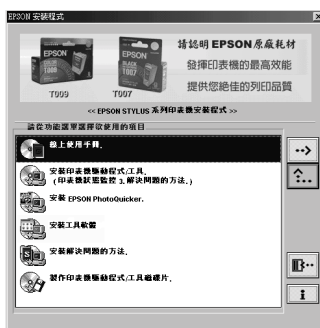 EPSON 安裝程式
請認明 EPSON 原廠耗材
發揮印表機的最高效能
提供您絕佳的列印品質
EPSON
COLOR
T009
EPSON
BLACK
T007
T009
T007
<< EPSON STYLUS 系列印表機安裝程式 >>
請從功能選單選擇欲使用的項目
線上使用手冊.
安裝印表機驅動程式/工具.
(印表機狀態監控 3.解決問題的方法.)
安裝 EPSON PhotoQuicker.
安裝工具軟體
安裝解決問題的方法.
製作印表機驅動程式/工具磁碟片.